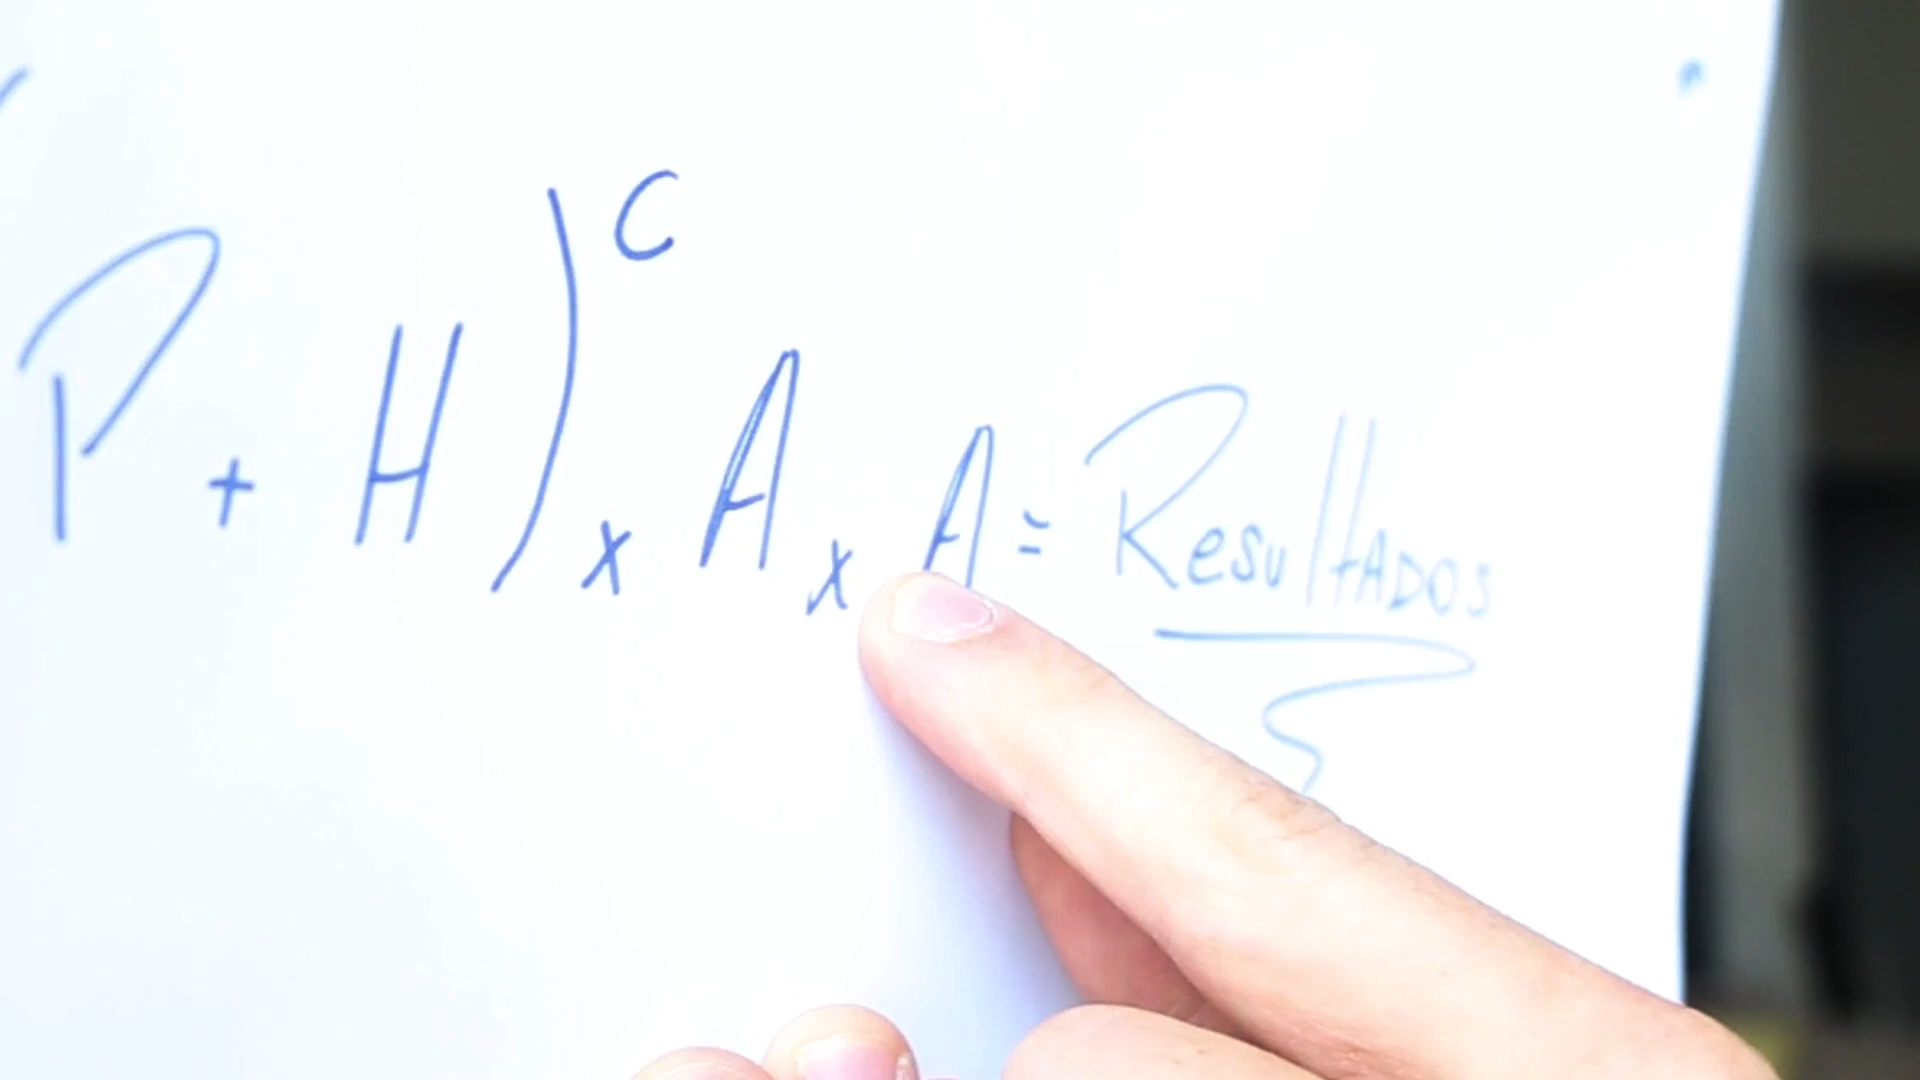 P + H)ᶜ x A x A = Resultados